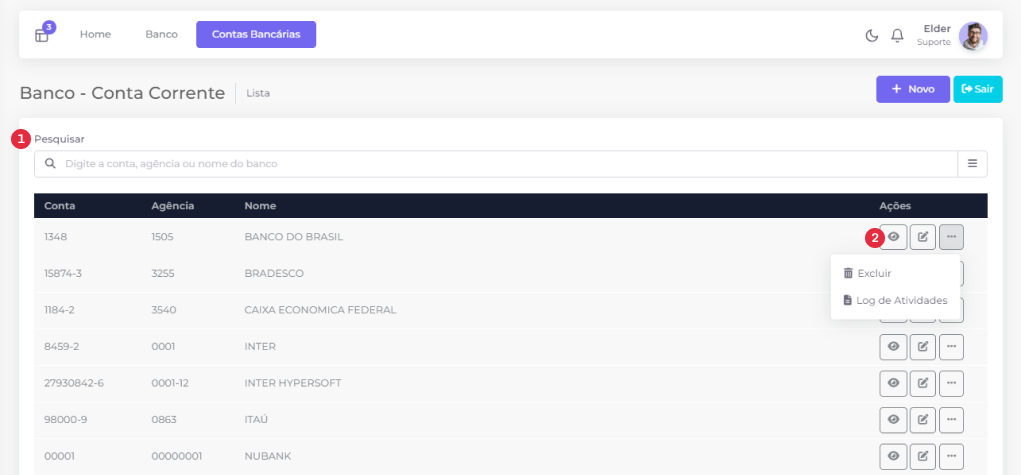 3
Home Banco Contas Bancárias
Elder
Suporte
Banco - Conta Corrente Lista
+ Novo Sair
1 Pesquisar
Digite a conta, agência ou nome do banco
Conta Agência Nome Ações
1348 1505 BANCO DO BRASIL 2
15874-3 3255 BRADESCO
Excluir
Log de Atividades
1184-2 3540 CAIXA ECONOMICA FEDERAL
8459-2 0001 INTER
27930842-6 0001-12 INTER HYPERSOFT
98000-9 0863 ITAÚ
00001 00000001 NUBANK